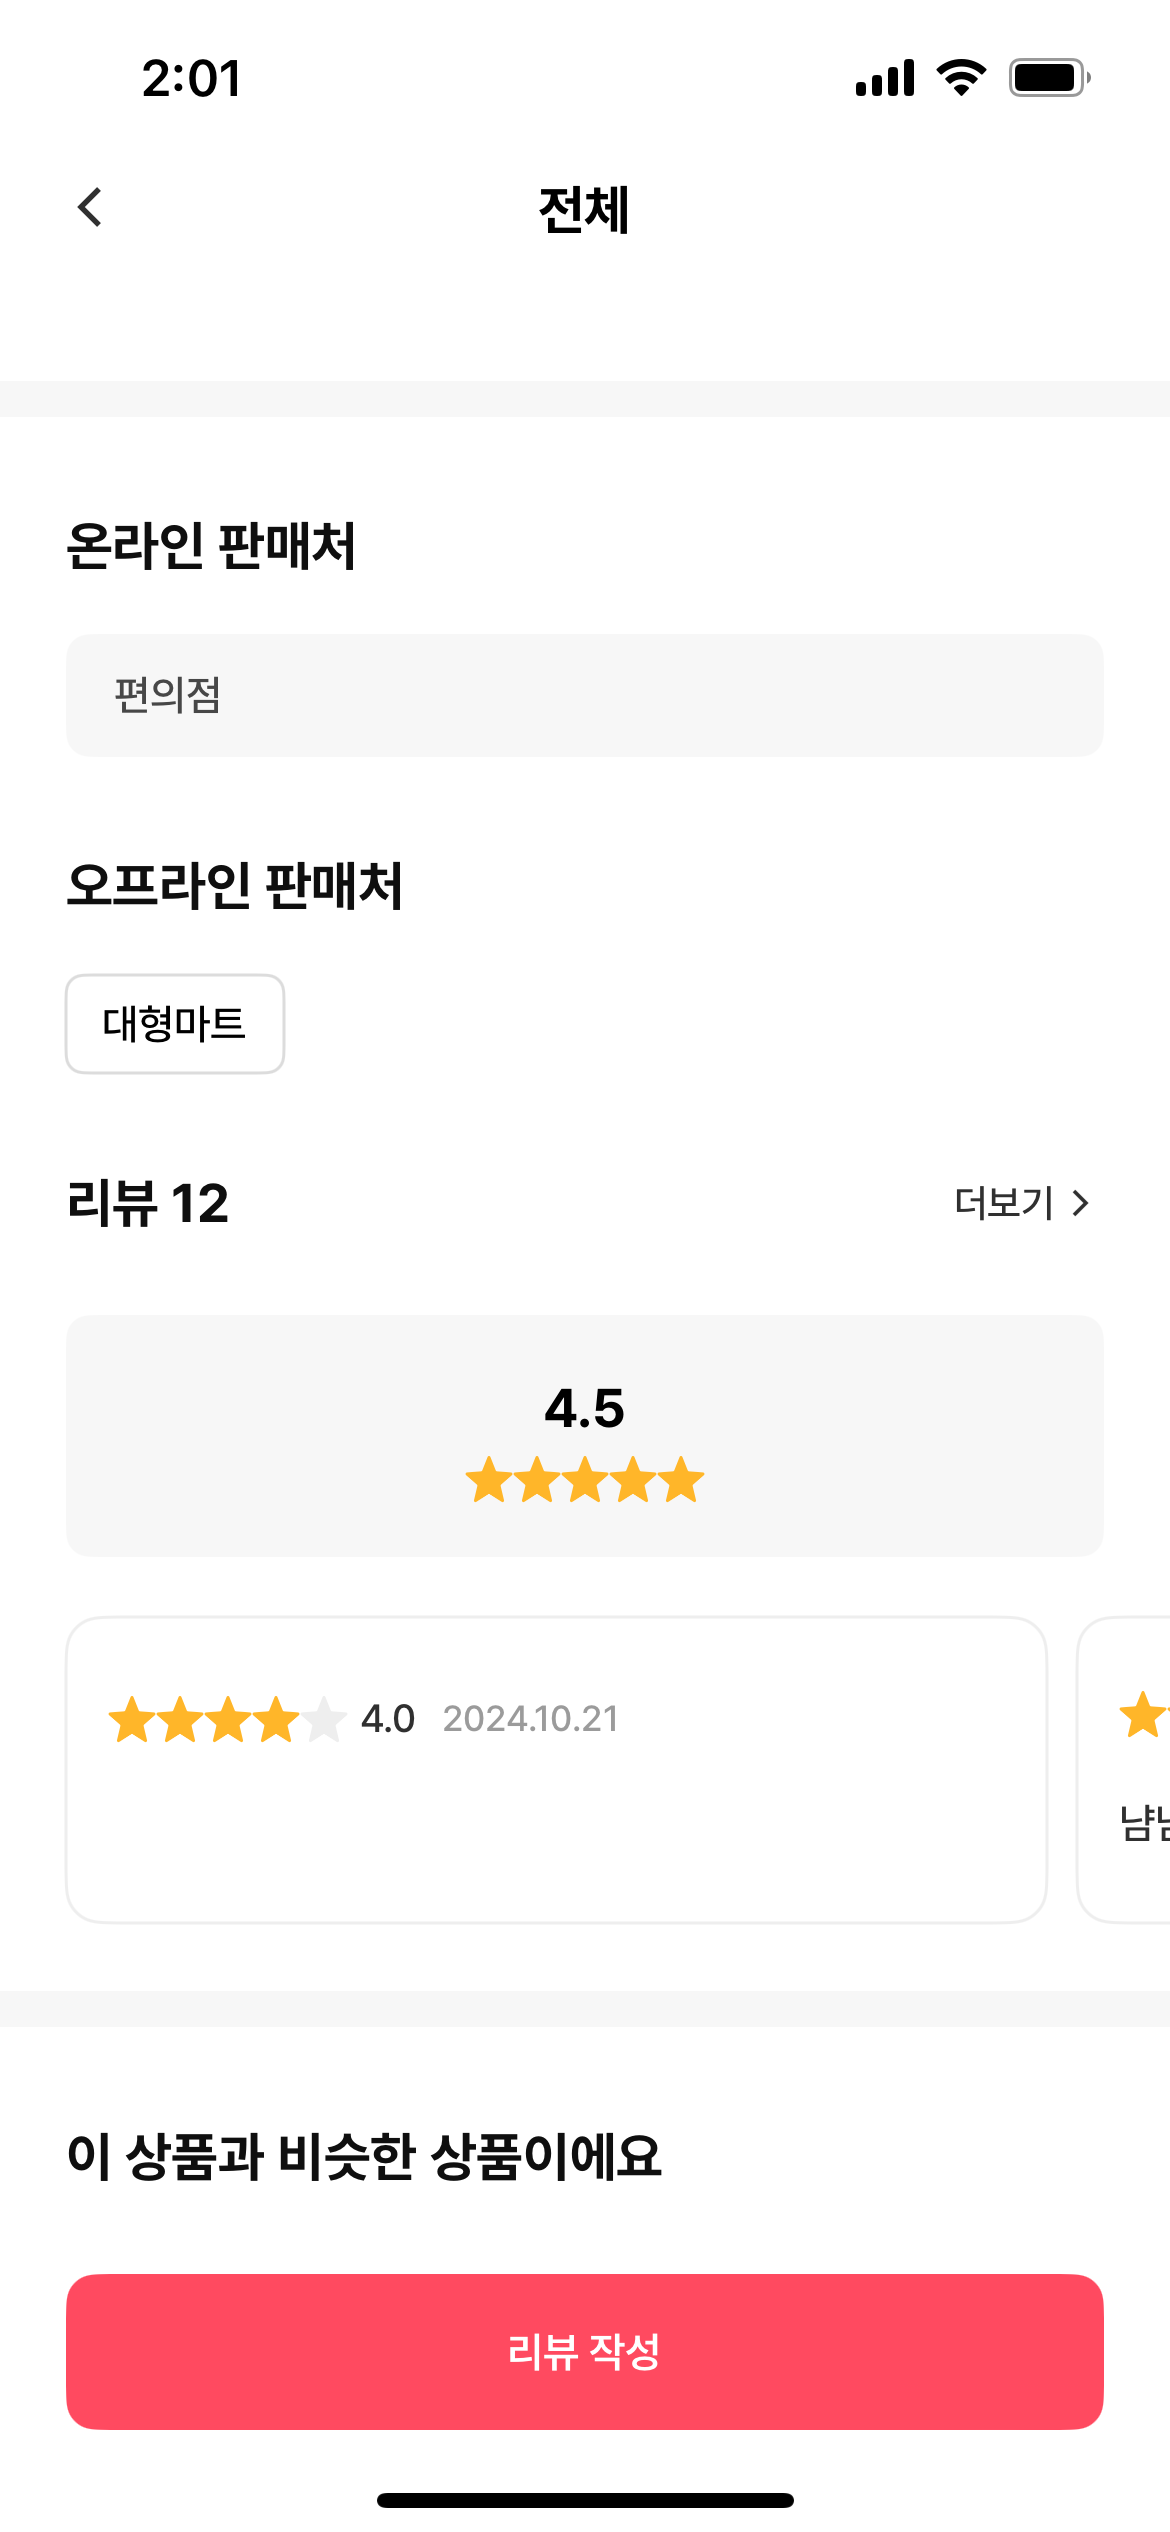 2:01
전체
온라인 판매처
편의점
오프라인 판매처
대형마트
리뷰 12
더보기
4.5
4.0 2024.10.21
이 상품과 비슷한 상품이에요
리뷰 작성